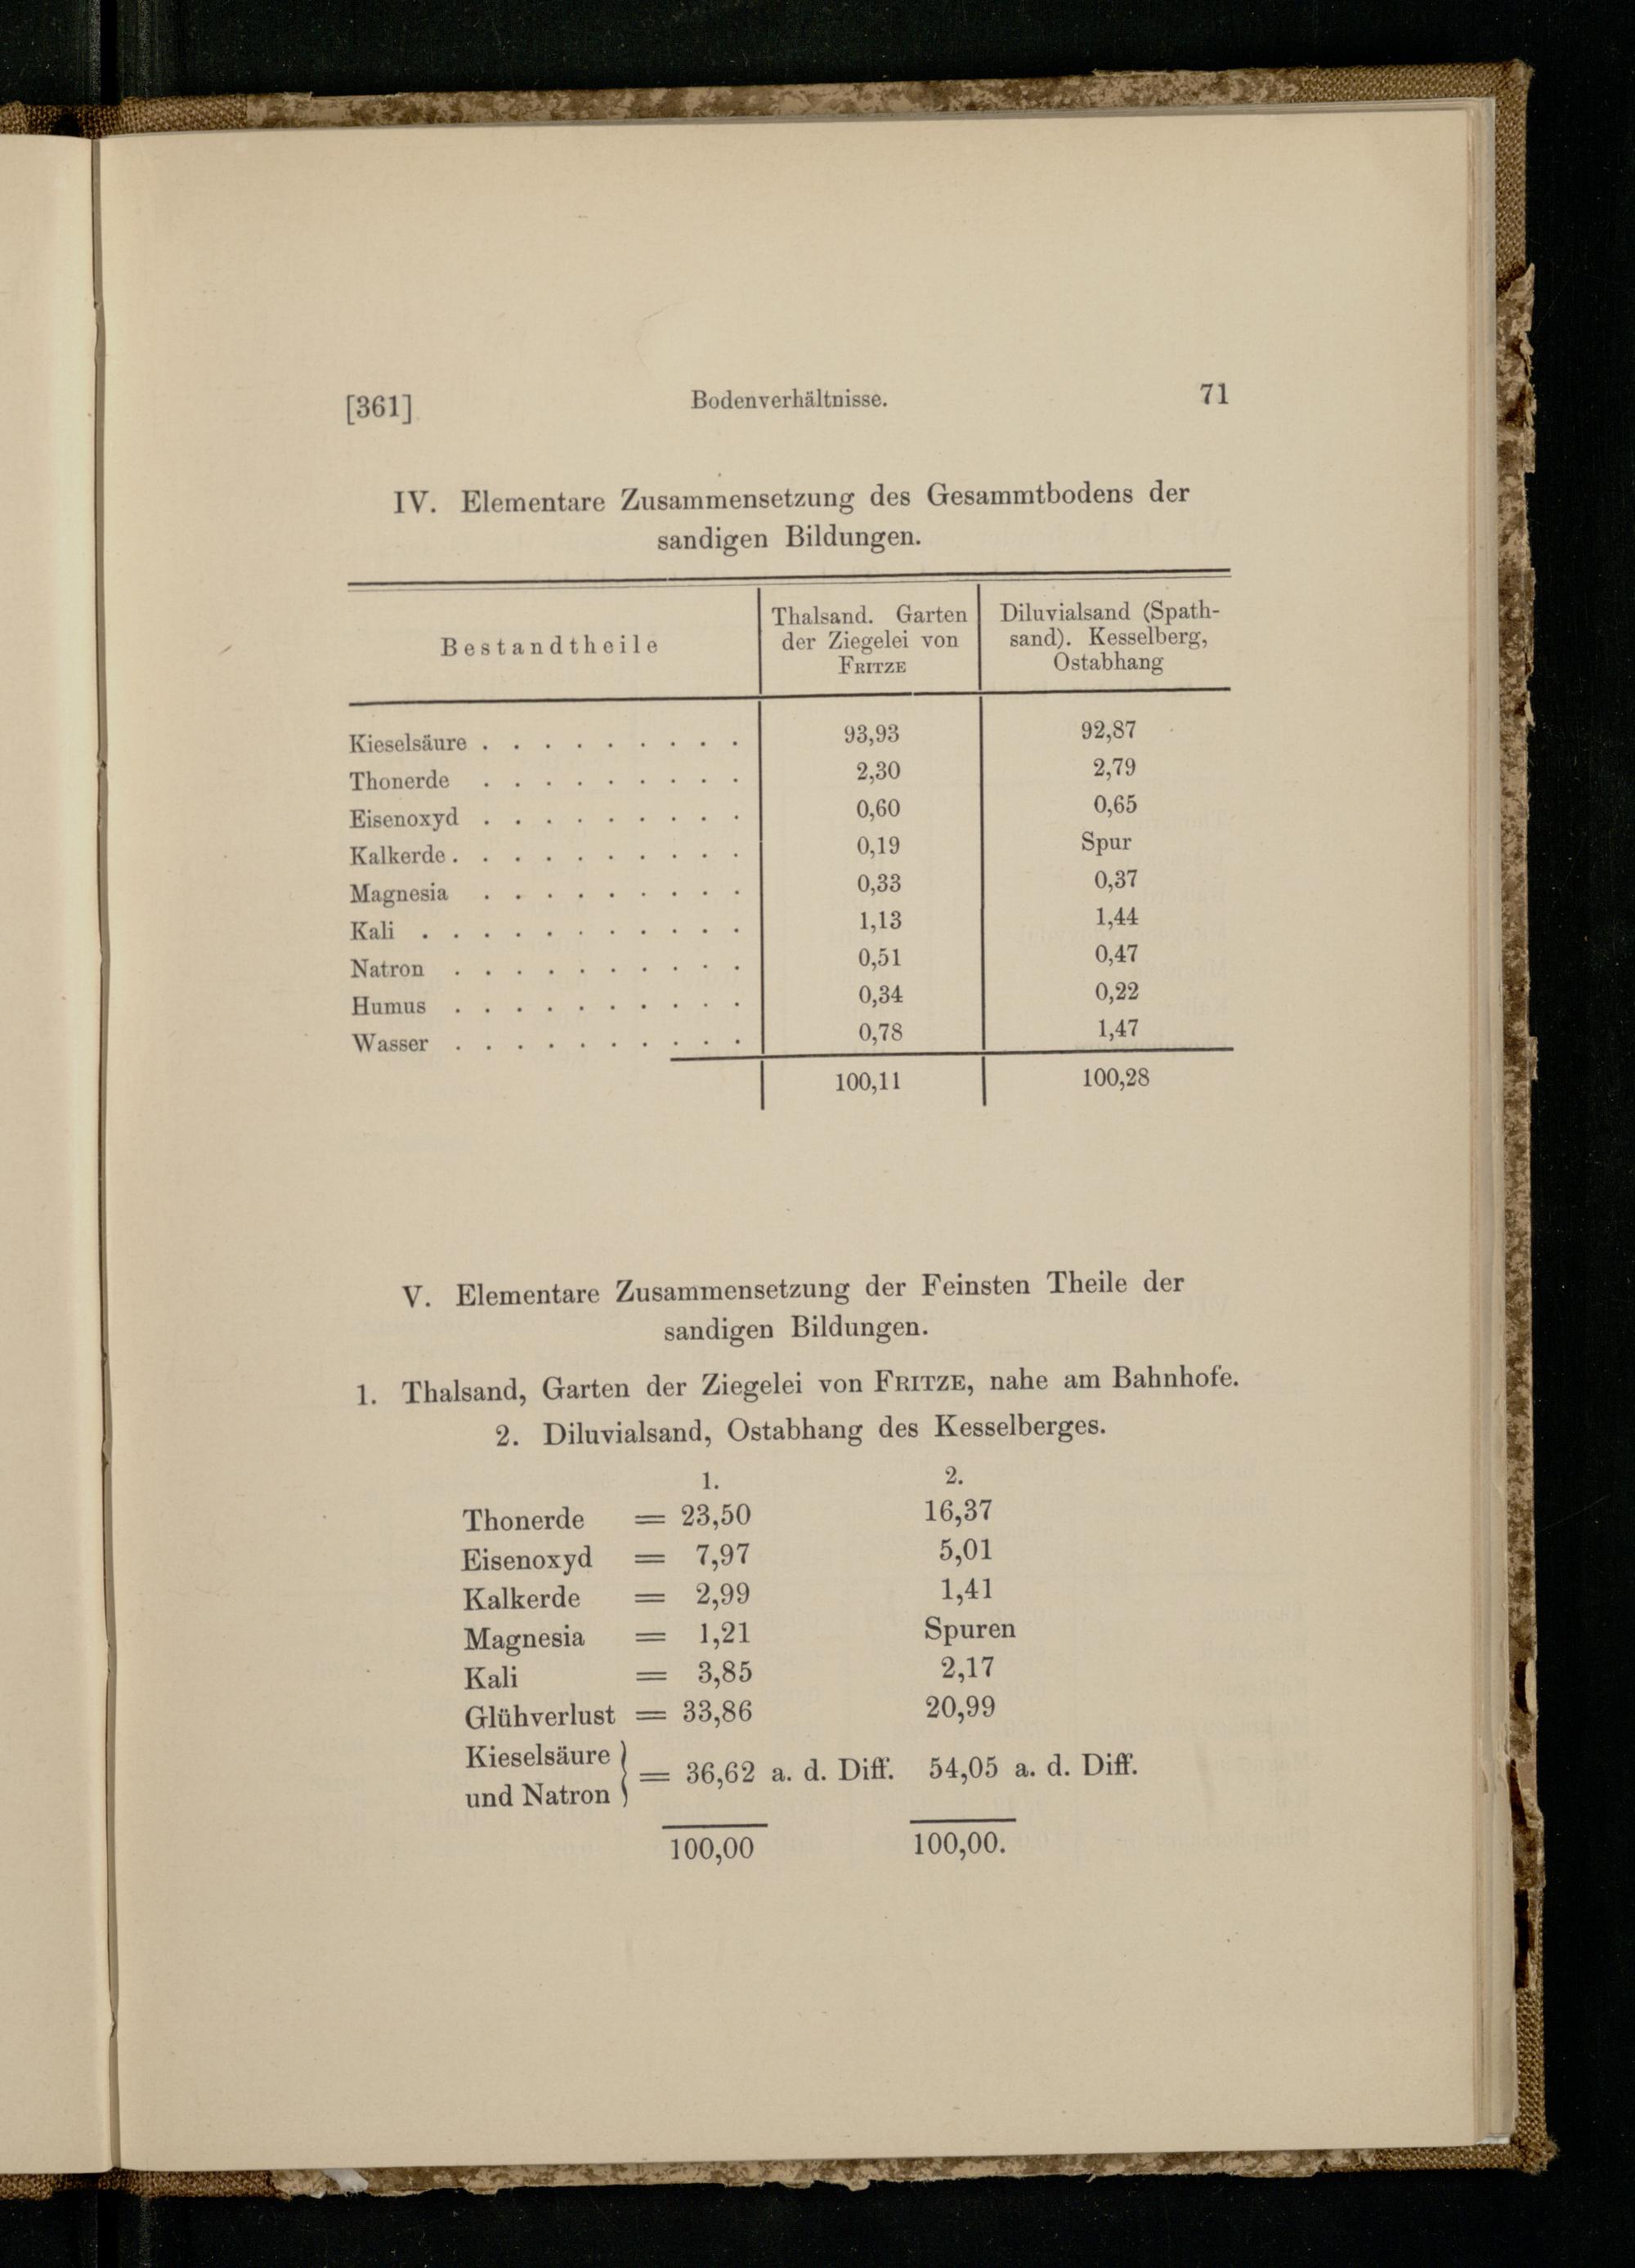 [361] Bodenverhältnisse. 71
IV. Elementare Zusammensetzung des Gesammtbodens der
sandigen Bildungen.
Bestandtheile
Thalsand. Garten
der Ziegelei von
FRITZE
Diluvialsand (Spath-
sand). Kesselberg,
Ostabhang
Kieselsäure . . . . . . . . . 93,93 92,87
Thonerde . . . . . . . . . 2,30 2,79
Eisenoxyd . . . . . . . . . 0,60 0,65
Kalkerde . . . . . . . . . . 0,19 Spur
Magnesia . . . . . . . . . 0,33 0,37
Kali . . . . . . . . . . . 1,13 1,44
Natron . . . . . . . . . . 0,51 0,47
Humus . . . . . . . . . . 0,34 0,22
Wasser . . . . . . . . . . 0,78 1,47
100,11 100,28
V. Elementare Zusammensetzung der Feinsten Theile der
sandigen Bildungen.
1. Thalsand, Garten der Ziegelei von FRITZE, nahe am Bahnhofe.
2. Diluvialsand, Ostabhang des Kesselberges.
1. 2.
Thonerde = 23,50 16,37
Eisenoxyd = 7,97 5,01
Kalkerde = 2,99 1,41
Magnesia = 1,21 Spuren
Kali = 3,85 2,17
Glühverlust = 33,86 20,99
Kieselsäure
und Natron } = 36,62 a. d. Diff. 54,05 a. d. Diff.
100,00 100,00.